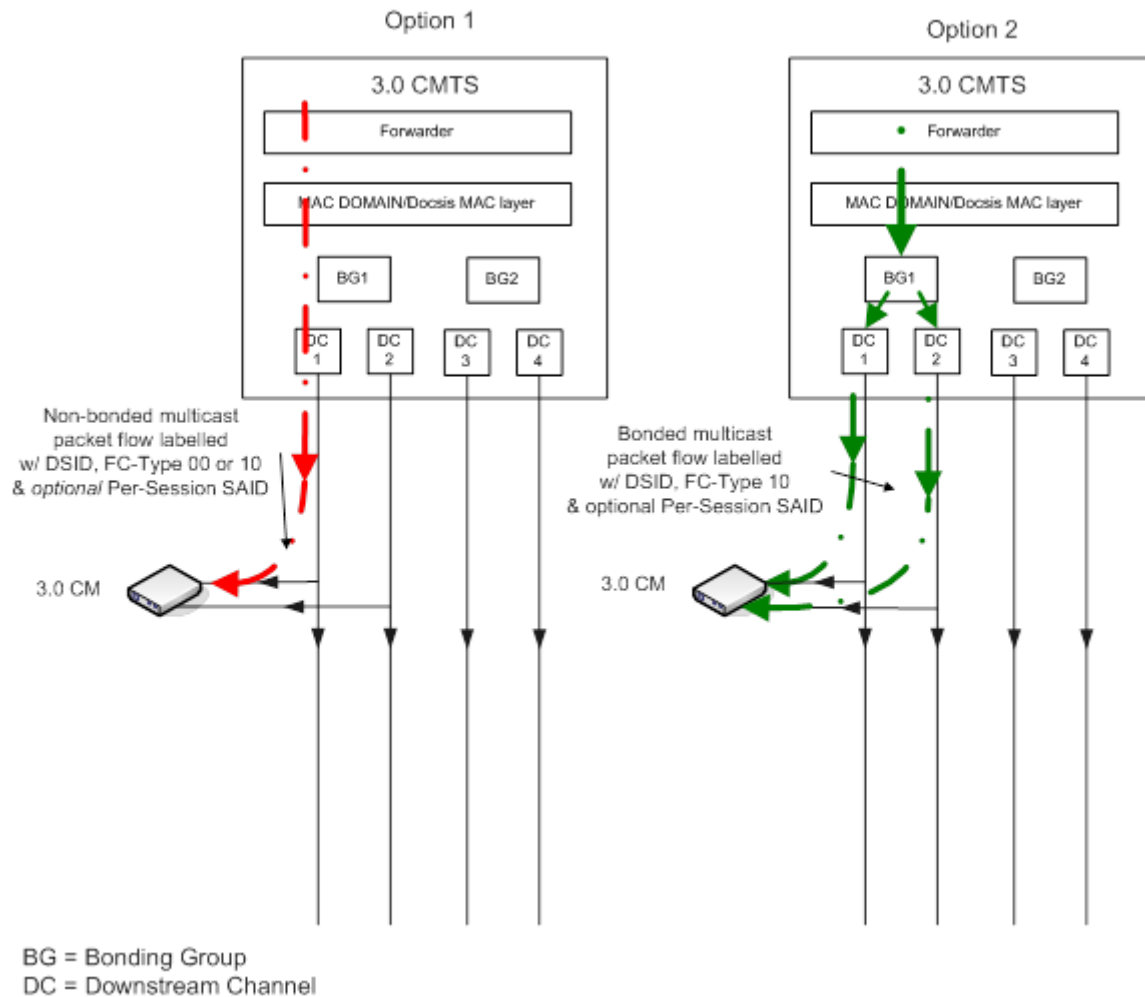 Option 1
3.0 CMTS
Forwarder
MAC DOMAIN/Docsis MAC layer
BG1
BG2
DC
1
DC
2
DC
3
DC
4
Non-bonded multicast
packet flow labelled
w/ DSID, FC-Type 00 or 10
& optional Per-Session SAID
3.0 CM
Option 2
3.0 CMTS
Forwarder
MAC DOMAIN/Docsis MAC layer
BG1
BG2
DC
1
DC
2
DC
3
DC
4
Bonded multicast
packet flow labelled
w/ DSID, FC-Type 10
& optional Per-Session SAID
3.0 CM
BG = Bonding Group
DC = Downstream Channel